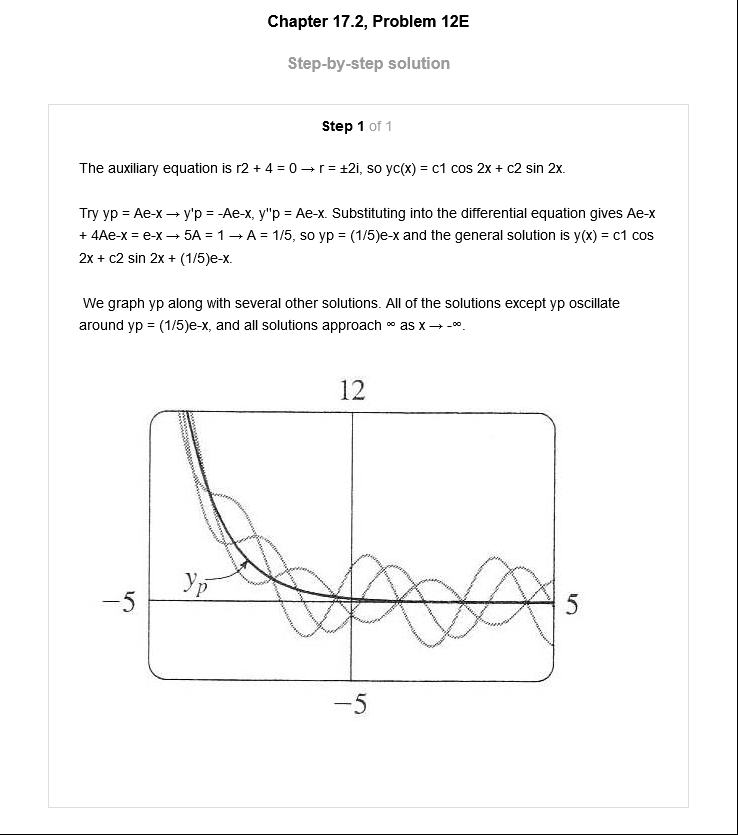 Chapter 17.2, Problem 12E
Step-by-step solution
Step 1 of 1
The auxiliary equation is r2 + 4 = 0 → r = ±2i, so yc(x) = c1 cos 2x + c2 sin 2x.
Try yp = Ae-x → y'p = -Ae-x, y"p = Ae-x. Substituting into the differential equation gives Ae-x
+ 4Ae-x = e-x → 5A = 1 → A = 1/5, so yp = (1/5)e-x and the general solution is y(x) = c1 cos
2x + c2 sin 2x + (1/5)e-x.
We graph yp along with several other solutions. All of the solutions except yp oscillate
around yp = (1/5)e-x, and all solutions approach ∞ as x → -∞.
12
yp
-5
5
-5